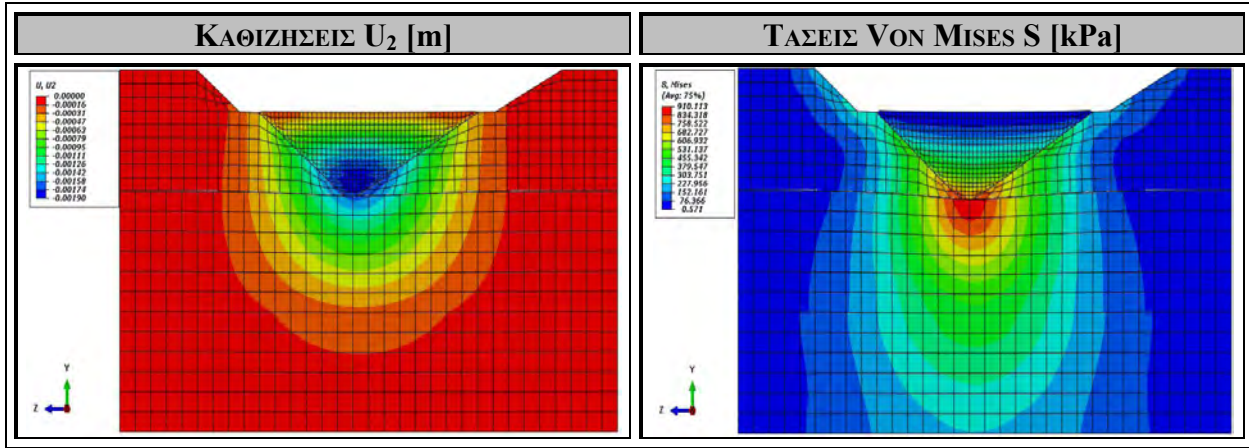 ΚΑΘΙΖΗΣΕΙΣ U₂ [m]
ΤΑΣΕΙΣ VON MISES S [kPa]
U, U2
0.00000
-0.00016
-0.00031
-0.00047
-0.00063
-0.00079
-0.00095
-0.00111
-0.00126
-0.00142
-0.00158
-0.00174
-0.00190
Y
Z
S, Mises
(Avg: 75%)
910.113
834.318
758.522
682.727
606.932
531.137
455.342
379.547
303.751
227.956
152.161
76.366
0.571
Y
Z